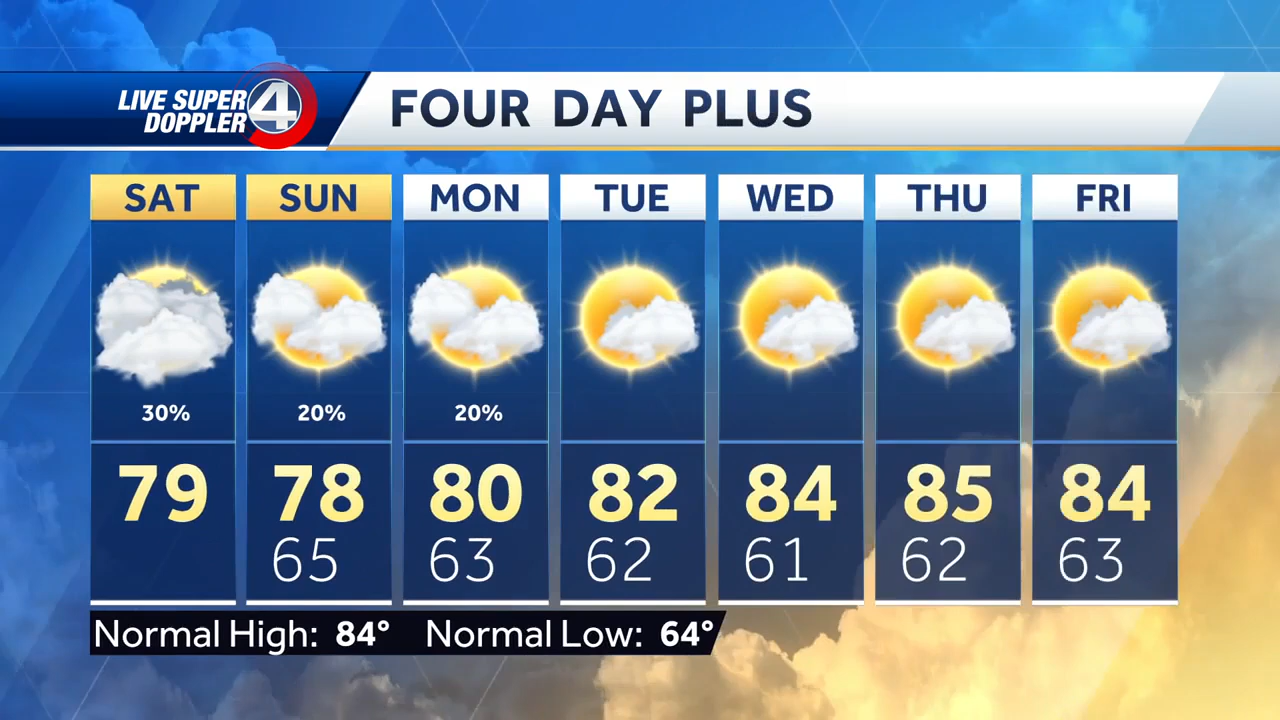 LIVE SUPER
DOPPLER 4
FOUR DAY PLUS
SAT SUN MON TUE WED THU FRI
30% 20% 20%
79 78 80 82 84 85 84
65 63 62 61 62 63
Normal High: 84° Normal Low: 64°